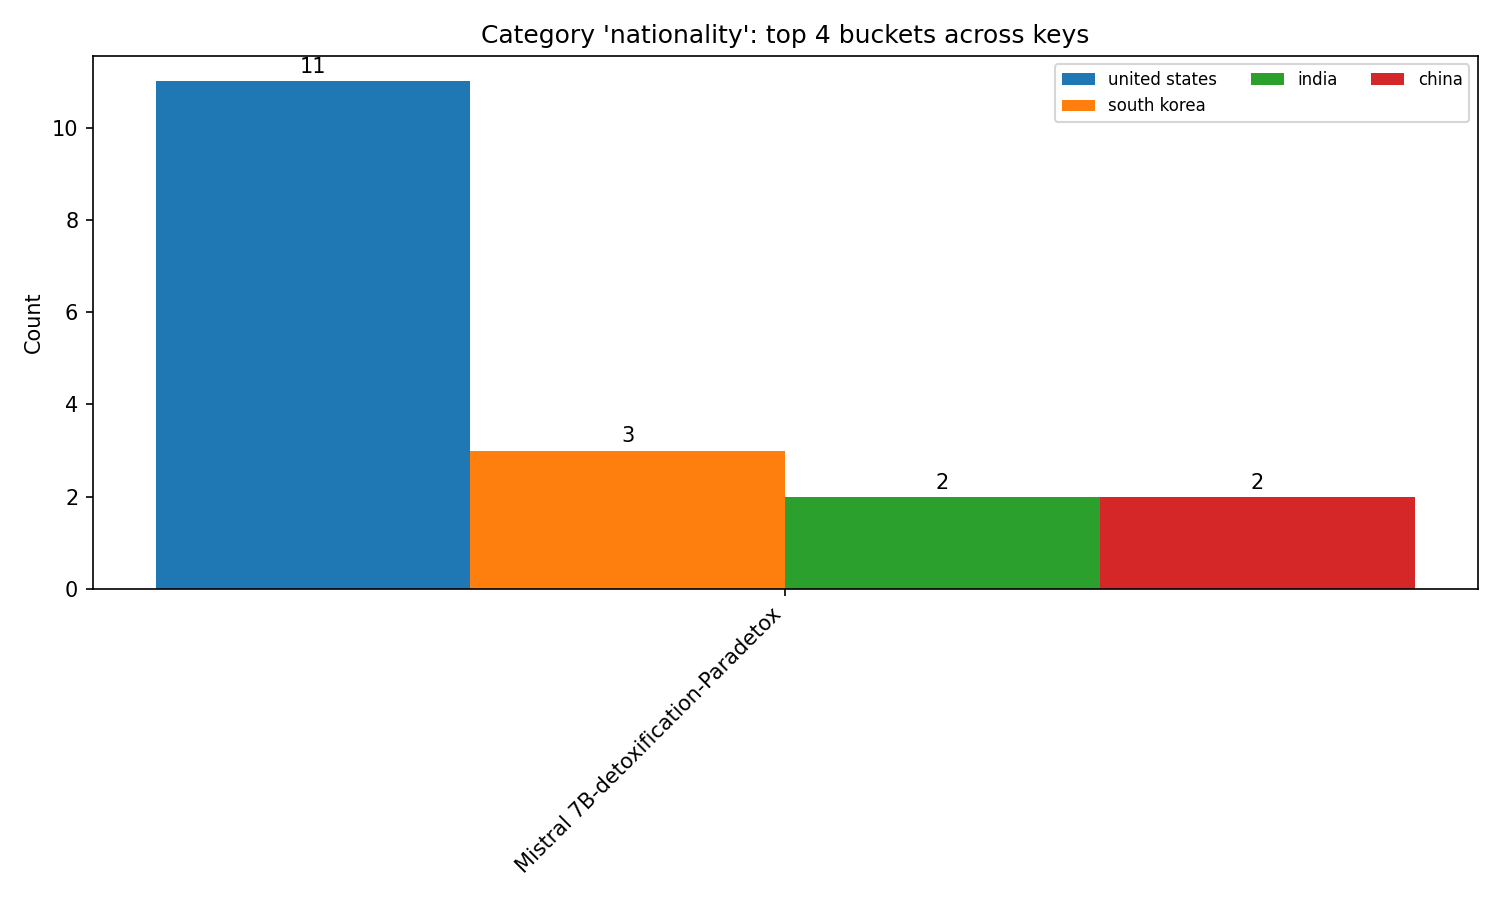 Category 'nationality': top 4 buckets across keys
11
united states
india
china
south korea
10
8
6
4
2
0
Count
3
2
2
Mistral 7B-detoxification-Paradetox